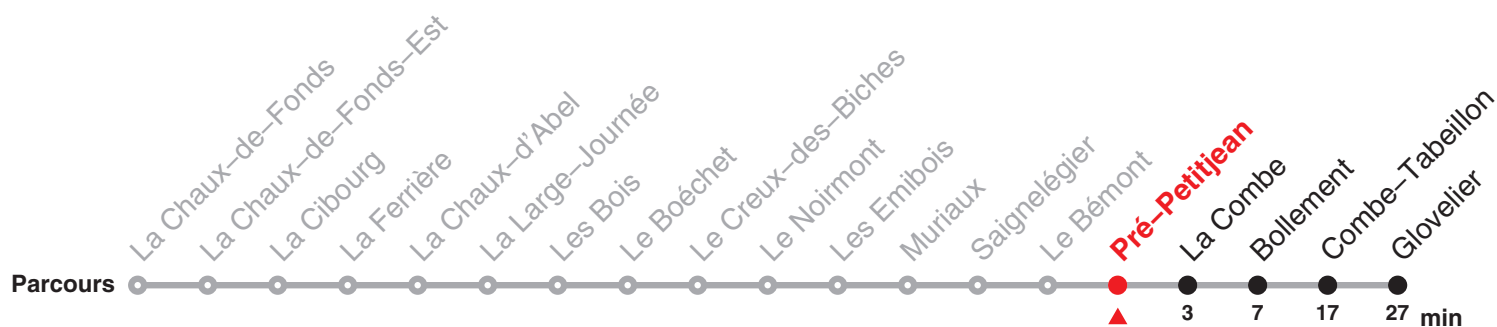 La Chaux–de–Fonds
La Chaux–de–Fonds–Est
La Cibourg
La Ferrière
La Chaux–d'Abel
La Large–Journée
Les Bois
Le Boéchet
Le Creux–des–Biches
Le Noirmont
Les Emibois
Muriaux
Saignelégier
Le Bémont
Pré–Petitjean
La Combe
Bollement
Combe–Tabeillon
Glovelier
Parcours
3 7 17 27 min